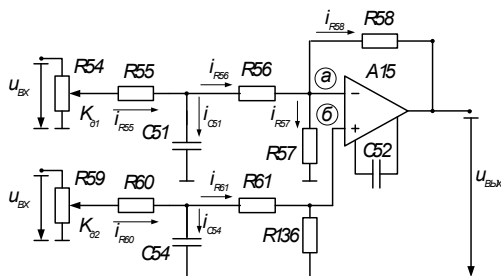 i_R58
R58
R54
R55
i_R56
R56
а
A15
u_ВХ
K_д1
i_R55
C51
i_C51
i_R57
R57
б
C52
R59
R60
i_R61
R61
u_ВХ
K_д2
i_R60
C54
i_C54
R136
u_ВЫХ
−
+